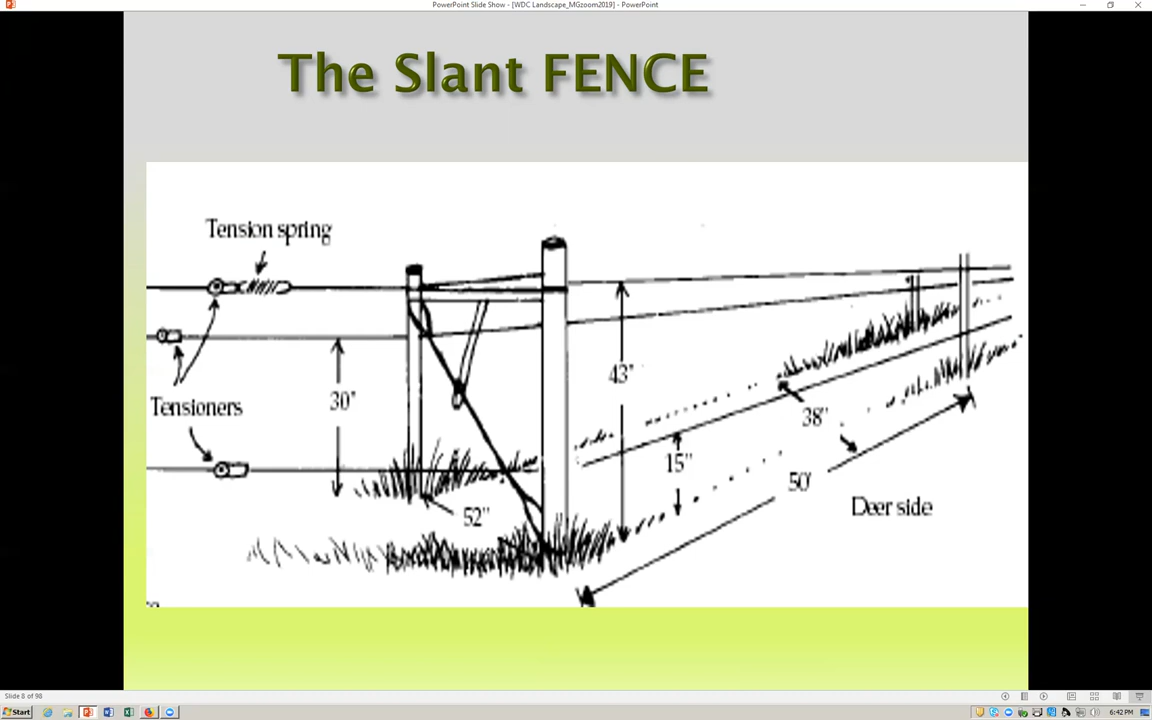 PowerPoint Slide Show - [WDC Landscape_MGzoom2019] - PowerPoint
The Slant FENCE
Tension spring
Tensioners
30"
43"
38"
15"
50'
52"
Deer side
Slide 8 of 98
Start
6:42 PM